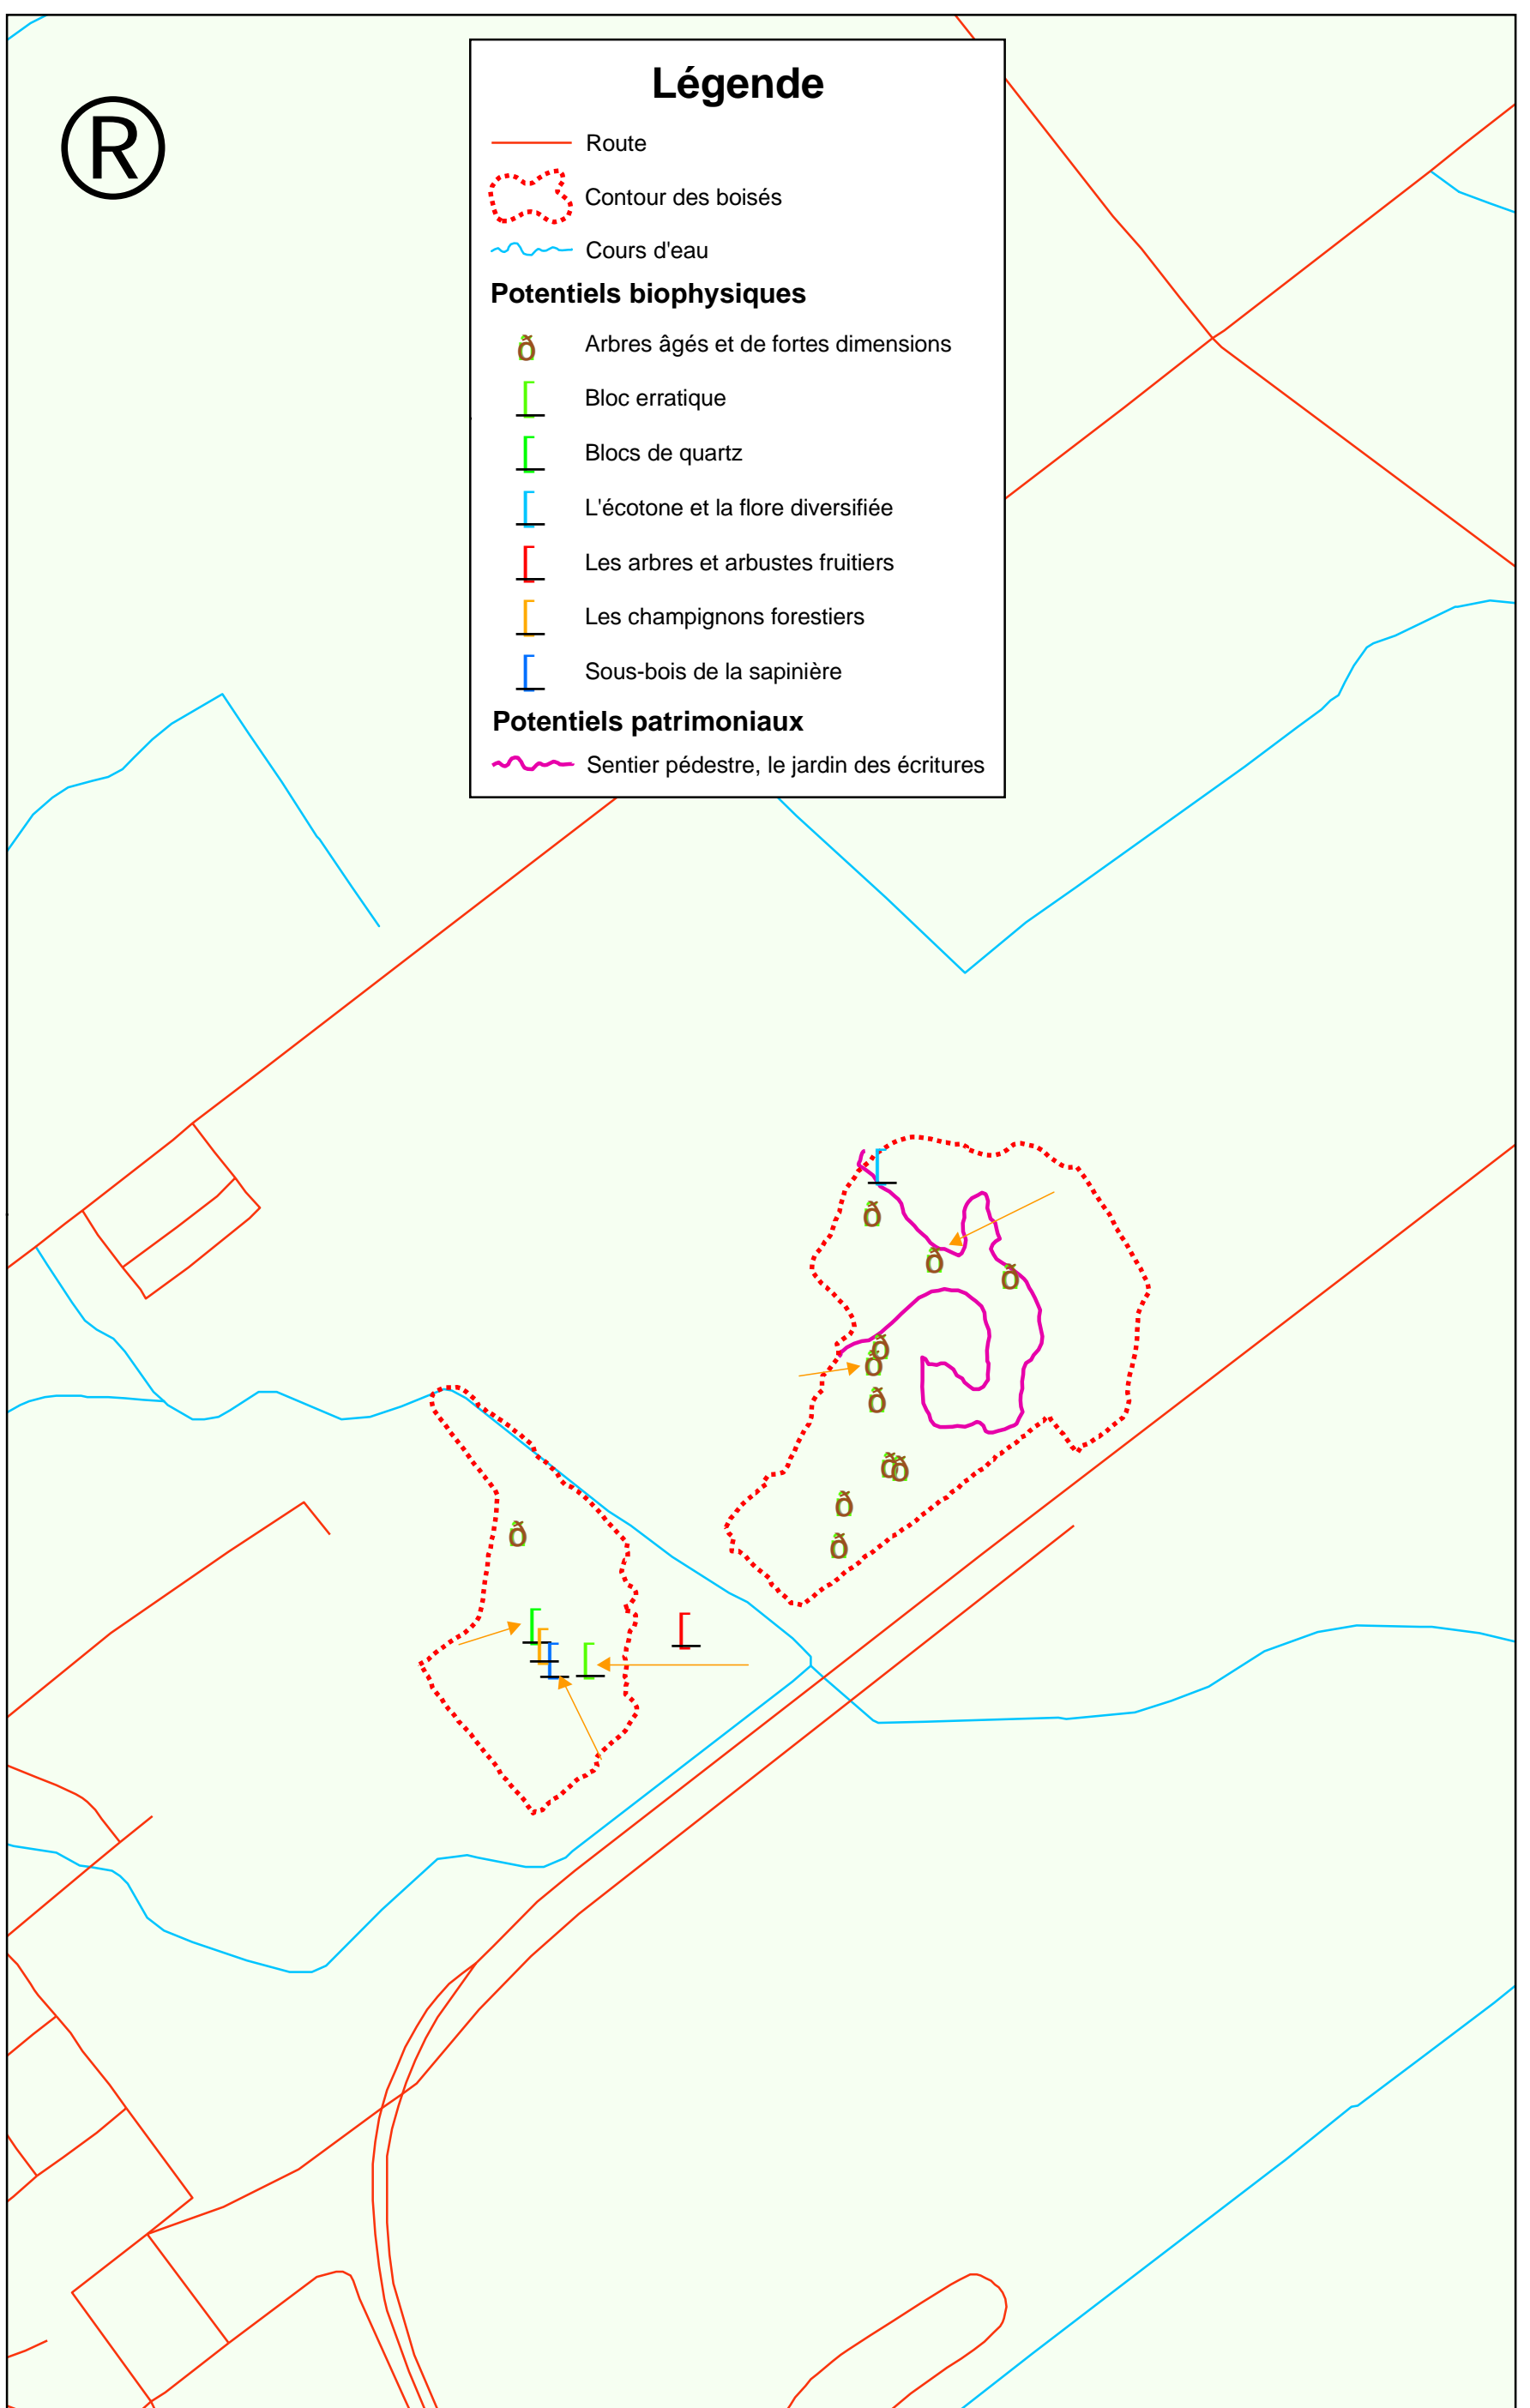 ®
Légende
Route
Contour des boisés
Cours d'eau
Potentiels biophysiques
ð Arbres âgés et de fortes dimensions
[ Bloc erratique
[ Blocs de quartz
[ L'écotone et la flore diversifiée
[ Les arbres et arbustes fruitiers
[ Les champignons forestiers
[ Sous-bois de la sapinière
Potentiels patrimoniaux
Sentier pédestre, le jardin des écritures
[
ð
ð
ð
ð
ð
ð
ð ð
ð
ð
ð
[
[
[
[
[